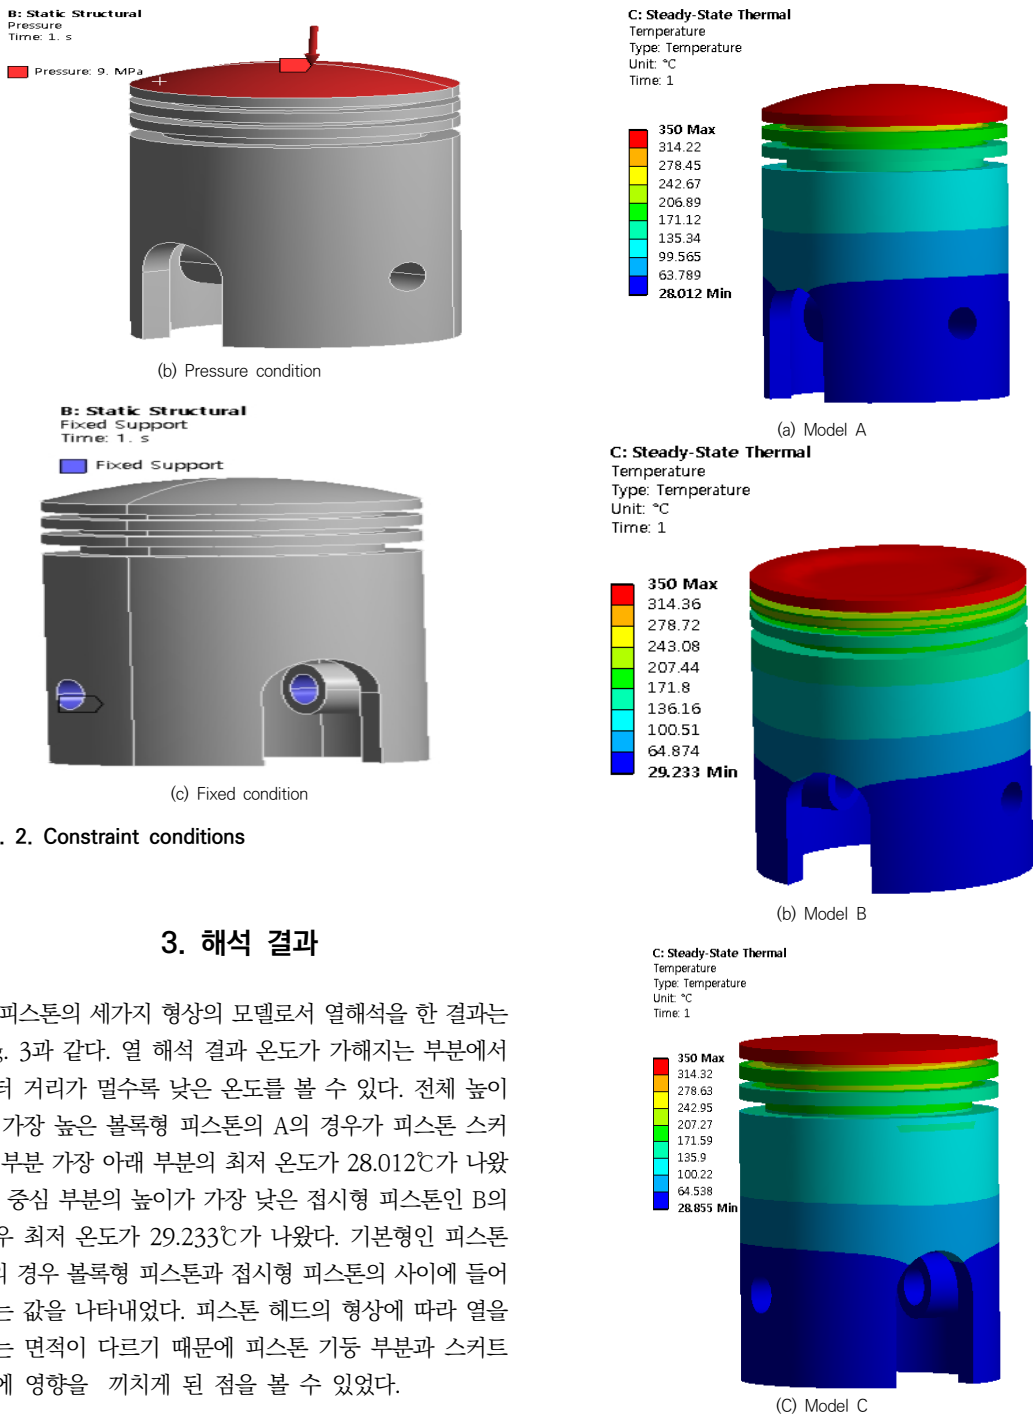 B: Static Structural
Pressure
Time: 1. s
Pressure: 9. MPa
(b) Pressure condition
B: Static Structural
Fixed Support
Time: 1. s
Fixed Support
(c) Fixed condition
. 2. Constraint conditions
3. 해석 결과
피스톤의 세가지 형상의 모델로서 열해석을 한 결과는
g. 3과 같다. 열 해석 결과 온도가 가해지는 부분에서
터 거리가 멀수록 낮은 온도를 볼 수 있다. 전체 높이
가장 높은 볼록형 피스톤의 A의 경우가 피스톤 스커
부분 가장 아래 부분의 최저 온도가 28.012℃가 나왔
중심 부분의 높이가 가장 낮은 접시형 피스톤인 B의
우 최저 온도가 29.233℃가 나왔다. 기본형인 피스톤
의 경우 볼록형 피스톤과 접시형 피스톤의 사이에 들어
는 값을 나타내었다. 피스톤 헤드의 형상에 따라 열을
는 면적이 다르기 때문에 피스톤 기둥 부분과 스커트
에 영향을 끼치게 된 점을 볼 수 있었다.
C: Steady-State Thermal
Temperature
Type: Temperature
Unit: °C
Time: 1
350 Max
314.22
278.45
242.67
206.89
171.12
135.34
99.565
63.789
28.012 Min
(a) Model A
C: Steady-State Thermal
Temperature
Type: Temperature
Unit: °C
Time: 1
350 Max
314.36
278.72
243.08
207.44
171.8
136.16
100.51
64.874
29.233 Min
(b) Model B
C: Steady-State Thermal
Temperature
Type: Temperature
Unit: °C
Time: 1
350 Max
314.32
278.63
242.95
207.27
171.59
135.9
100.22
64.538
28.855 Min
(C) Model C